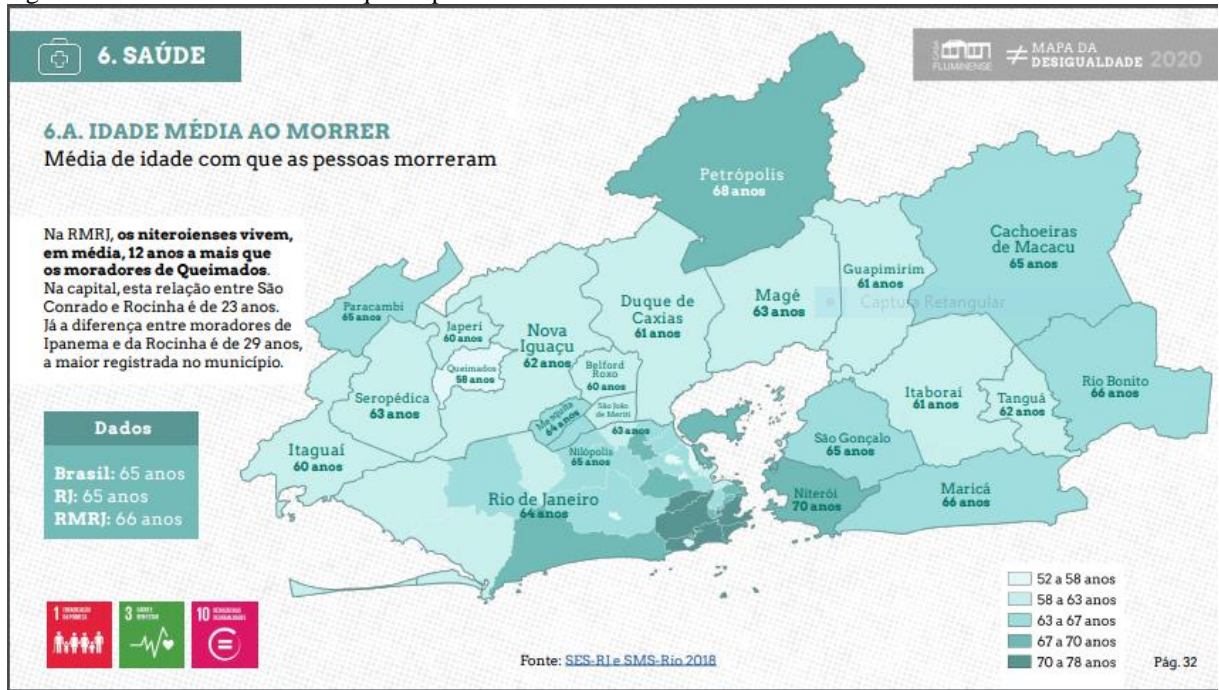 6. SAÚDE
CASA
FLUMINENSE
≠ MAPA DA
DESIGUALDADE 2020
6.A. IDADE MÉDIA AO MORRER
Média de idade com que as pessoas morreram
Na RMRJ, os niteroienses vivem,
em média, 12 anos a mais que
os moradores de Queimados.
Na capital, esta relação entre São
Conrado e Rocinha é de 23 anos.
Já a diferença entre moradores de
Ipanema e da Rocinha é de 29 anos,
a maior registrada no município.
Dados
Brasil: 65 anos
RJ: 65 anos
RMRJ: 66 anos
Petrópolis
68 anos
Cachoeiras
de Macacu
65 anos
Guapimirim
61 anos
Captura Retangular
Magé
63 anos
Duque de
Caxias
61 anos
Paracambi
65 anos
Japeri
60 anos
Nova
Iguaçu
62 anos
Queimados
58 anos
Belford
Roxo
60 anos
Seropédica
63 anos
Mesquita
64 anos
São João
de Meriti
63 anos
Itaguaí
60 anos
Nilópolis
65 anos
Rio de Janeiro
64 anos
Itaboraí
61 anos
Tanguá
62 anos
Rio Bonito
66 anos
São Gonçalo
65 anos
Niterói
70 anos
Maricá
66 anos
52 a 58 anos
58 a 63 anos
63 a 67 anos
67 a 70 anos
70 a 78 anos
1
3
10
Fonte: SES-RJ e SMS-Rio 2018
Pág. 32